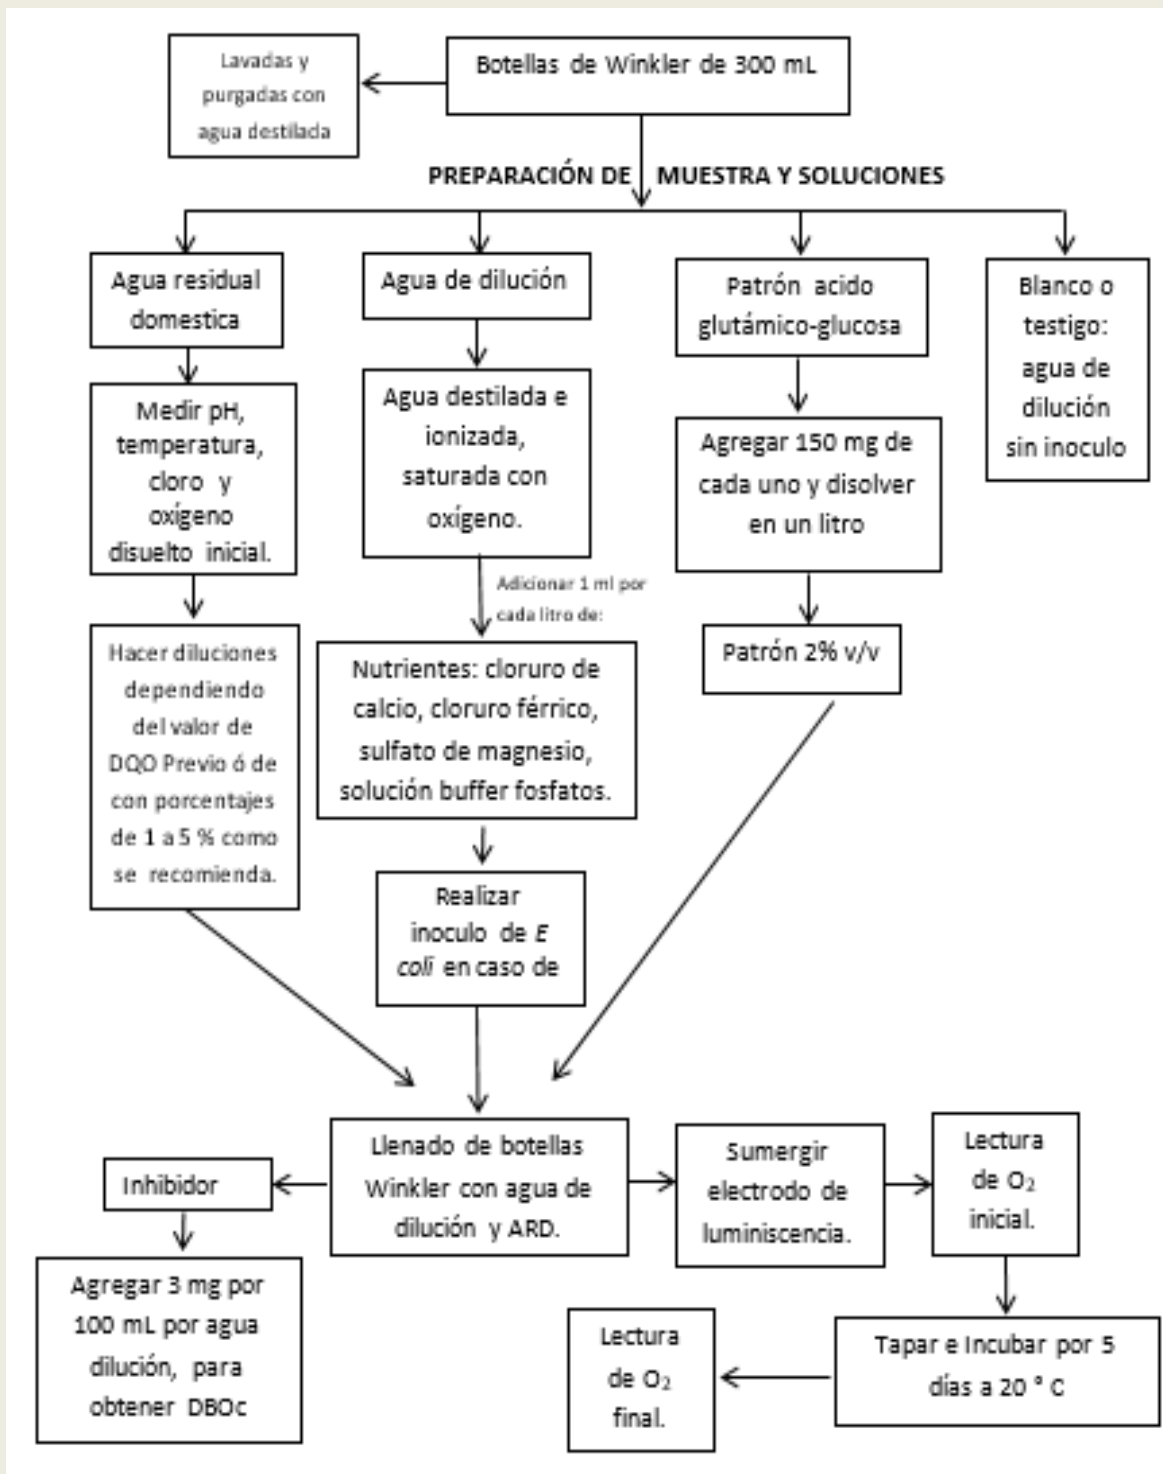 Lavadas y
purgadas con
agua destilada
Botellas de Winkler de 300 mL
PREPARACIÓN DE MUESTRA Y SOLUCIONES
Agua residual
domestica
Medir pH,
temperatura,
cloro y
oxígeno
disuelto inicial.
Hacer diluciones
dependiendo
del valor de
DQO Previo ó de
con porcentajes
de 1 a 5 % como
se recomienda.
Agua de dilución
Agua destilada e
ionizada,
saturada con
oxígeno.
Adicionar 1 ml por
cada litro de:
Nutrientes: cloruro de
calcio, cloruro férrico,
sulfato de magnesio,
solución buffer fosfatos.
Realizar
inoculo de E
coli en caso de
Patrón acido
glutámico-glucosa
Agregar 150 mg de
cada uno y disolver
en un litro
Patrón 2% v/v
Blanco o
testigo:
agua de
dilución
sin inoculo
Llenado de botellas
Winkler con agua de
dilución y ARD.
Inhibidor
Agregar 3 mg por
100 mL por agua
dilución, para
obtener DBOc
Sumergir
electrodo de
luminiscencia.
Lectura
de O₂
inicial.
Tapar e Incubar por 5
días a 20 ° C
Lectura
de O₂
final.